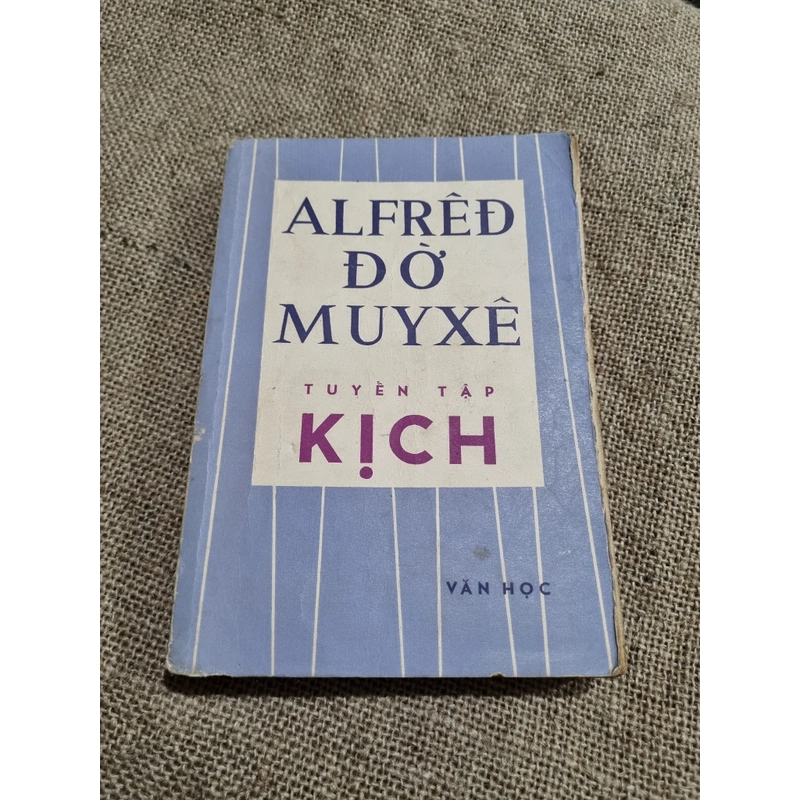 ALFRÊĐ
ĐỜ
MUYXÊ
TUYỂN TẬP
KỊCH
VĂN HỌC